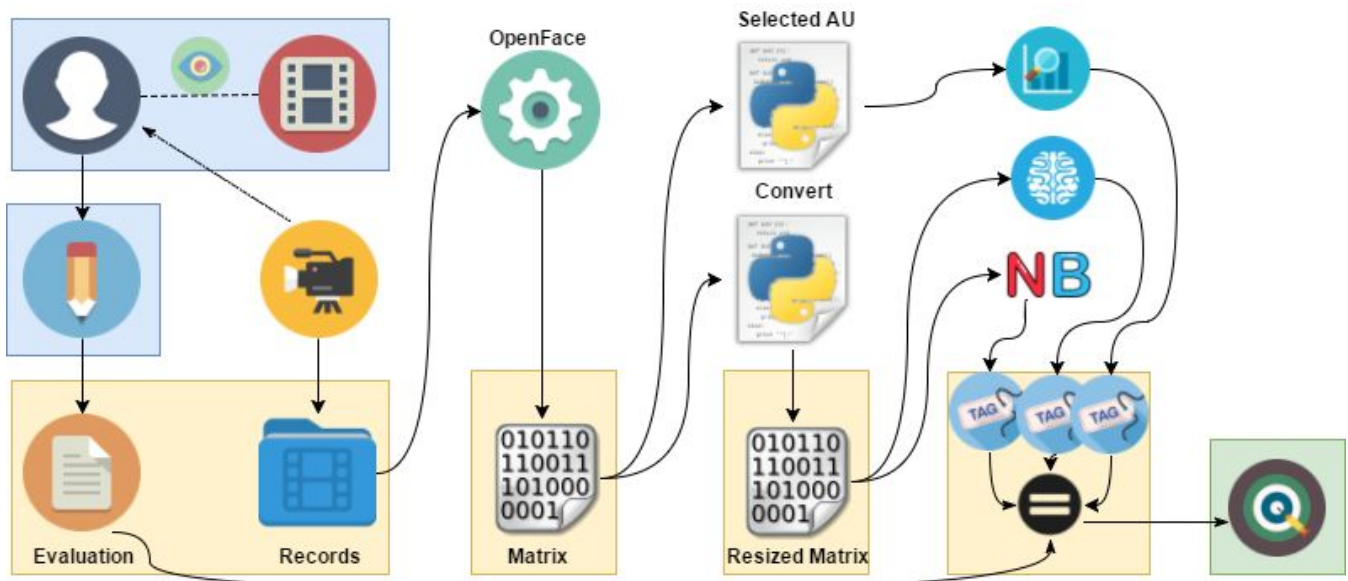 OpenFace
Selected AU
Convert
NB
TAG
TAG
TAG
010110
110011
101000
0001
010110
110011
101000
0001
Evaluation
Records
Matrix
Resized Matrix